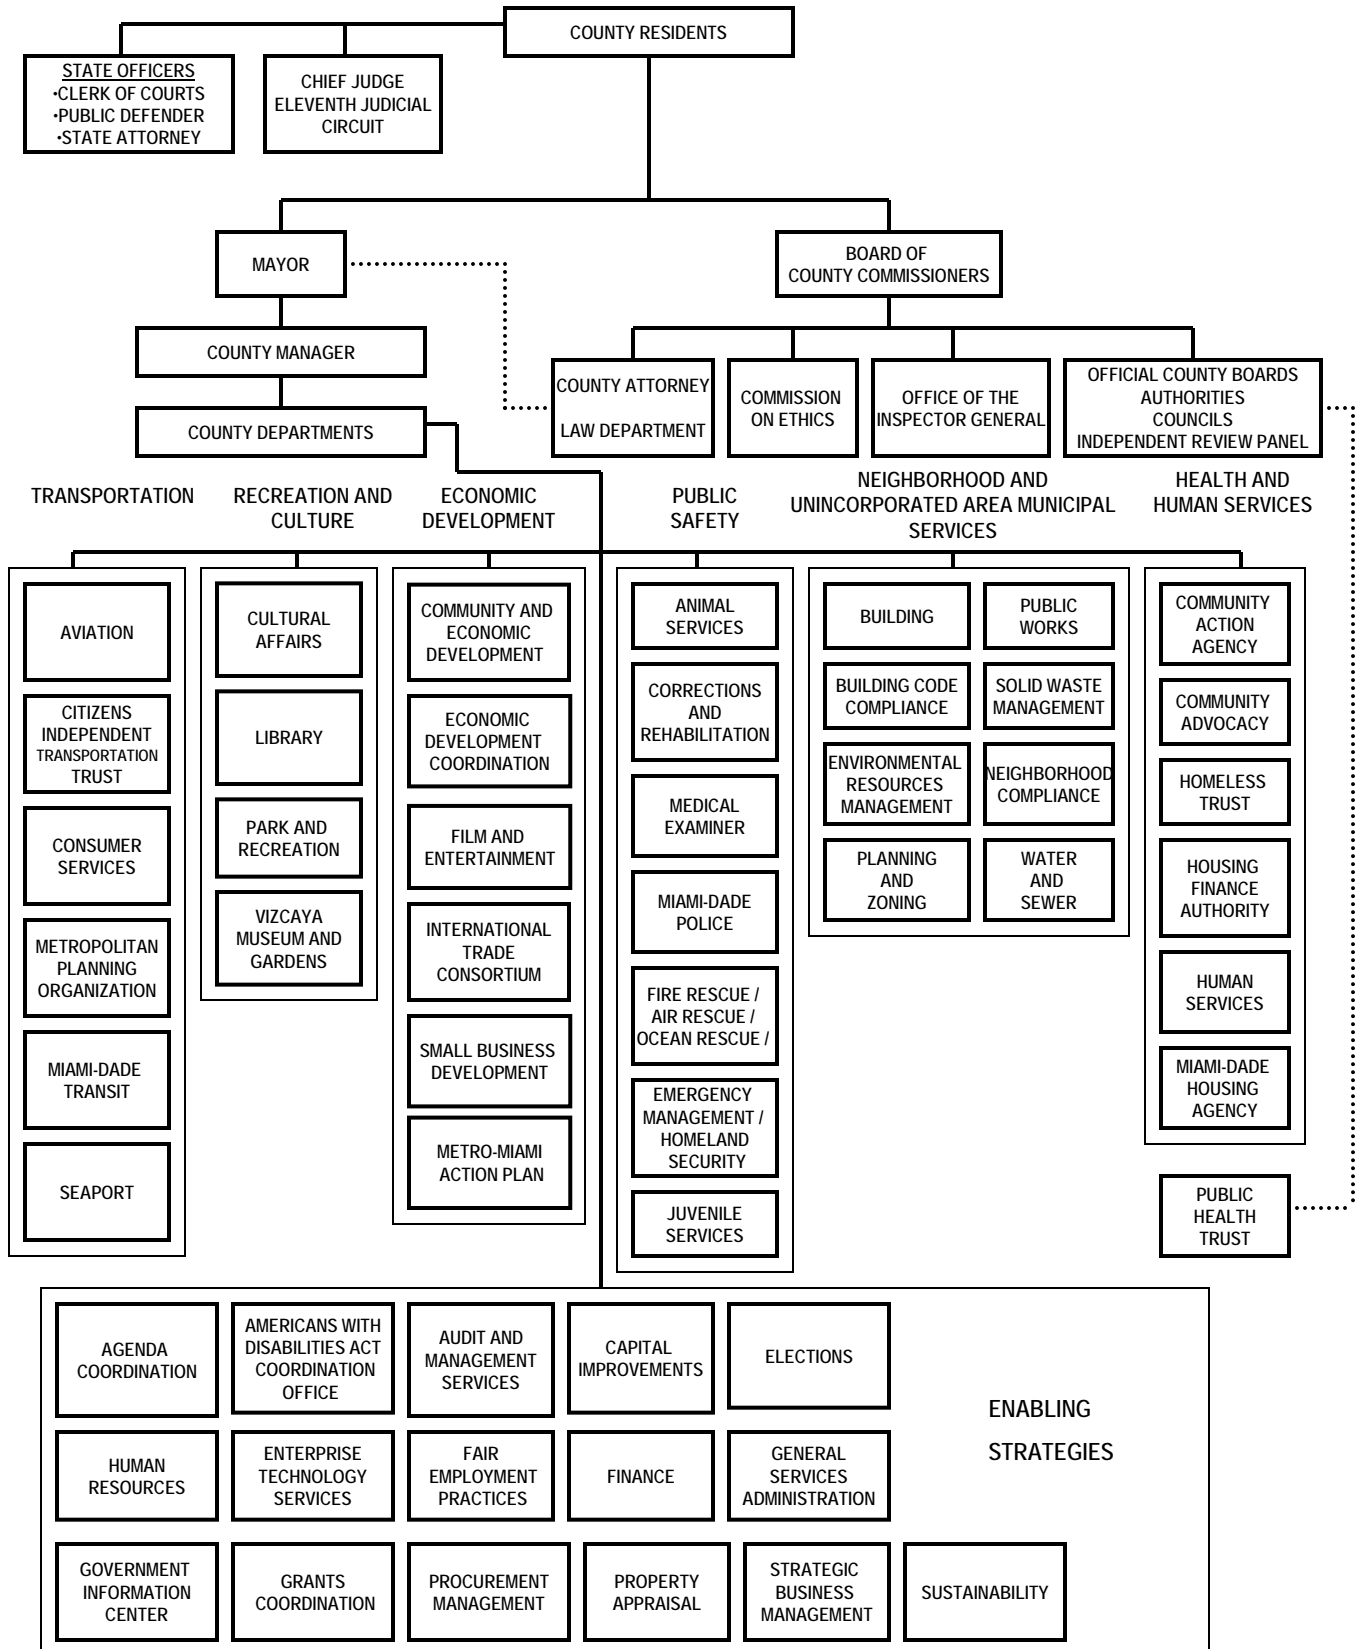 COUNTY RESIDENTS
STATE OFFICERS
•CLERK OF COURTS
•PUBLIC DEFENDER
•STATE ATTORNEY
CHIEF JUDGE
ELEVENTH JUDICIAL
CIRCUIT
MAYOR
BOARD OF
COUNTY COMMISSIONERS
COUNTY MANAGER
COUNTY DEPARTMENTS
COUNTY ATTORNEY
LAW DEPARTMENT
COMMISSION
ON ETHICS
OFFICE OF THE
INSPECTOR GENERAL
OFFICIAL COUNTY BOARDS
AUTHORITIES
COUNCILS
INDEPENDENT REVIEW PANEL
TRANSPORTATION
RECREATION AND
CULTURE
ECONOMIC
DEVELOPMENT
PUBLIC
SAFETY
NEIGHBORHOOD AND
UNINCORPORATED AREA MUNICIPAL
SERVICES
HEALTH AND
HUMAN SERVICES
AVIATION
CITIZENS
INDEPENDENT
TRANSPORTATION
TRUST
CONSUMER
SERVICES
METROPOLITAN
PLANNING
ORGANIZATION
MIAMI-DADE
TRANSIT
SEAPORT
CULTURAL
AFFAIRS
LIBRARY
PARK AND
RECREATION
VIZCAYA
MUSEUM AND
GARDENS
COMMUNITY AND
ECONOMIC
DEVELOPMENT
ECONOMIC
DEVELOPMENT
COORDINATION
FILM AND
ENTERTAINMENT
INTERNATIONAL
TRADE
CONSORTIUM
SMALL BUSINESS
DEVELOPMENT
METRO-MIAMI
ACTION PLAN
ANIMAL
SERVICES
CORRECTIONS
AND
REHABILITATION
MEDICAL
EXAMINER
MIAMI-DADE
POLICE
FIRE RESCUE /
AIR RESCUE /
OCEAN RESCUE /
EMERGENCY
MANAGEMENT /
HOMELAND
SECURITY
JUVENILE
SERVICES
BUILDING
PUBLIC
WORKS
BUILDING CODE
COMPLIANCE
SOLID WASTE
MANAGEMENT
ENVIRONMENTAL
RESOURCES
MANAGEMENT
NEIGHBORHOOD
COMPLIANCE
PLANNING
AND
ZONING
WATER
AND
SEWER
COMMUNITY
ACTION
AGENCY
COMMUNITY
ADVOCACY
HOMELESS
TRUST
HOUSING
FINANCE
AUTHORITY
HUMAN
SERVICES
MIAMI-DADE
HOUSING
AGENCY
PUBLIC
HEALTH
TRUST
AGENDA
COORDINATION
AMERICANS WITH
DISABILITIES ACT
COORDINATION
OFFICE
AUDIT AND
MANAGEMENT
SERVICES
CAPITAL
IMPROVEMENTS
ELECTIONS
ENABLING
STRATEGIES
HUMAN
RESOURCES
ENTERPRISE
TECHNOLOGY
SERVICES
FAIR
EMPLOYMENT
PRACTICES
FINANCE
GENERAL
SERVICES
ADMINISTRATION
GOVERNMENT
INFORMATION
CENTER
GRANTS
COORDINATION
PROCUREMENT
MANAGEMENT
PROPERTY
APPRAISAL
STRATEGIC
BUSINESS
MANAGEMENT
SUSTAINABILITY